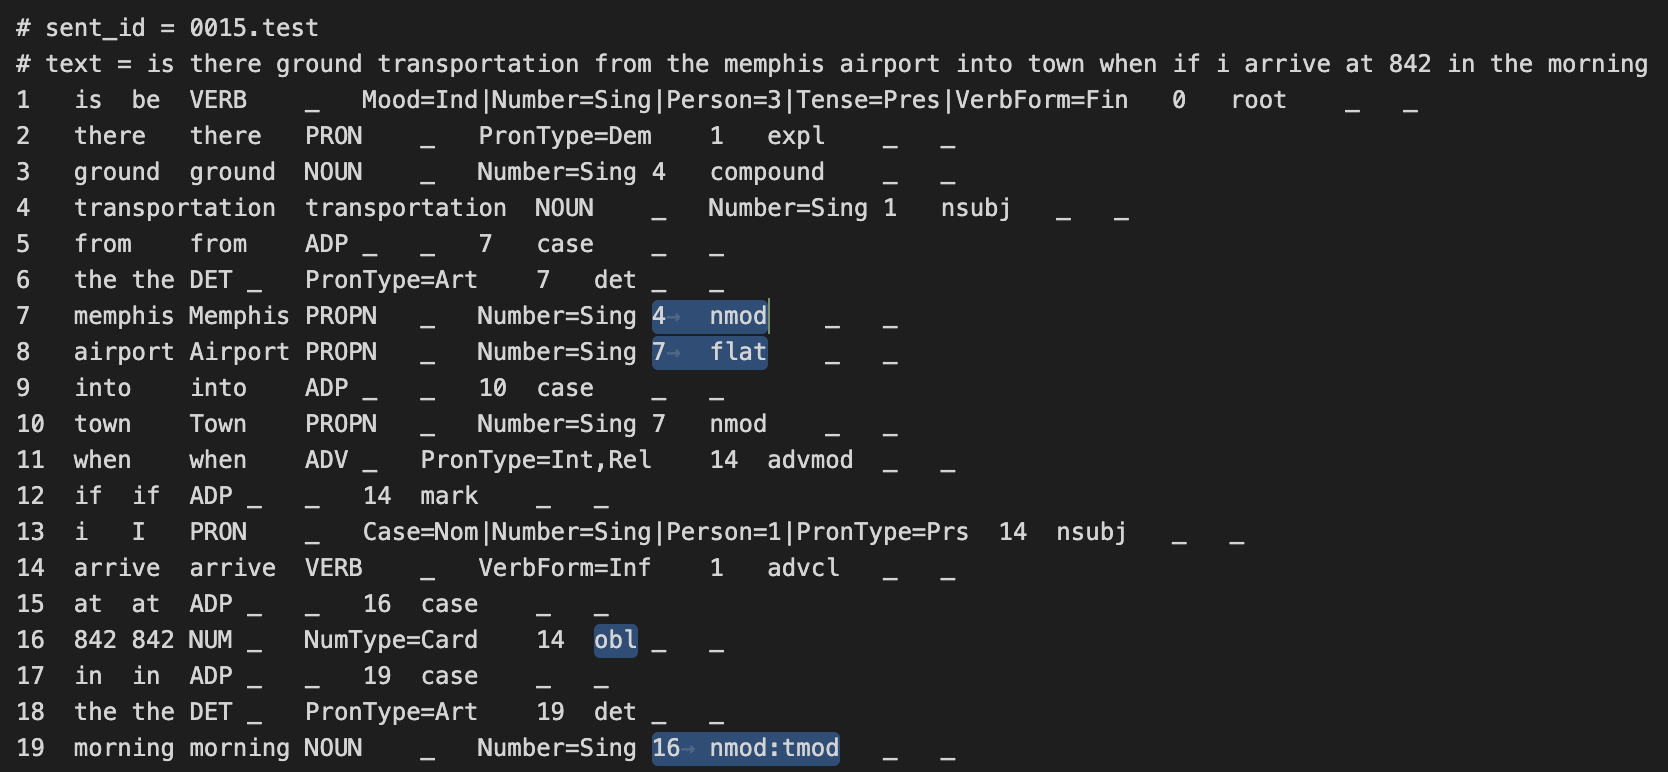 # sent_id = 0015.test
# text = is there ground transportation from the memphis airport into town when if i arrive at 842 in the morning
1 is be VERB _ Mood=Ind|Number=Sing|Person=3|Tense=Pres|VerbForm=Fin 0 root _ _
2 there there PRON _ PronType=Dem 1 expl _ _
3 ground ground NOUN _ Number=Sing 4 compound _ _
4 transportation transportation NOUN _ Number=Sing 1 nsubj _ _
5 from from ADP _ _ 7 case _ _
6 the the DET _ PronType=Art 7 det _ _
7 memphis Memphis PROPN _ Number=Sing 4→ nmod _ _
8 airport Airport PROPN _ Number=Sing 7→ flat _ _
9 into into ADP _ _ 10 case _ _
10 town Town PROPN _ Number=Sing 7 nmod _ _
11 when when ADV _ PronType=Int,Rel 14 advmod _ _
12 if if ADP _ _ 14 mark _ _
13 i I PRON _ Case=Nom|Number=Sing|Person=1|PronType=Prs 14 nsubj _ _
14 arrive arrive VERB _ VerbForm=Inf 1 advcl _ _
15 at at ADP _ _ 16 case _ _
16 842 842 NUM _ NumType=Card 14 obl _ _
17 in in ADP _ _ 19 case _ _
18 the the DET _ PronType=Art 19 det _ _
19 morning morning NOUN _ Number=Sing 16→ nmod:tmod _ _